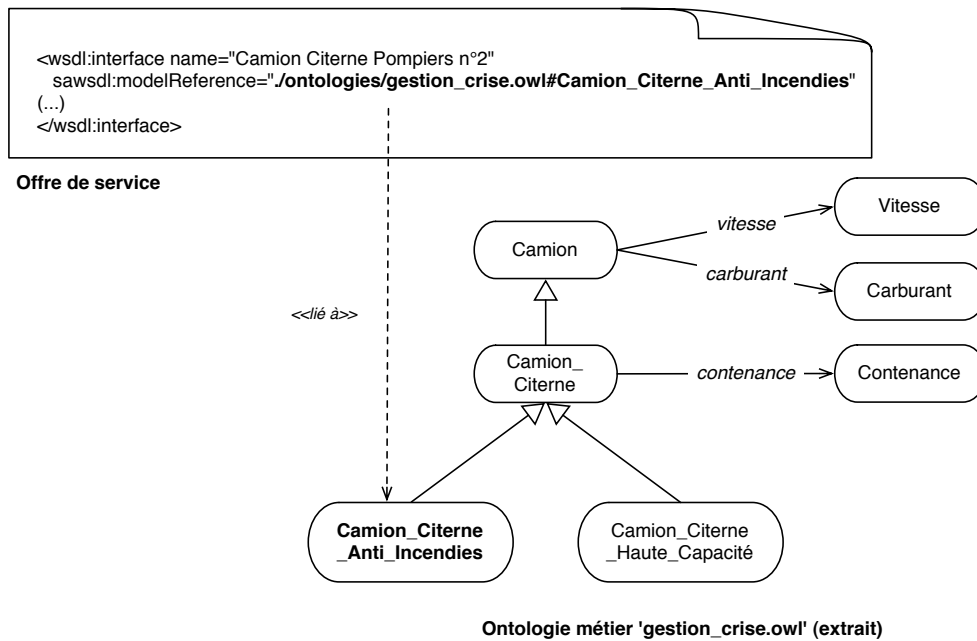 <wsdl:interface name="Camion Citerne Pompiers n°2"
sawsdl:modelReference="./ontologies/gestion_crise.owl#Camion_Citerne_Anti_Incendies"
(...)
</wsdl:interface>
Offre de service
Vitesse
vitesse
Camion
carburant
Carburant
<<lié à>>
Camion_
Citerne
contenance
Contenance
Camion_Citerne
_Anti_Incendies
Camion_Citerne
_Haute_Capacité
Ontologie métier 'gestion_crise.owl' (extrait)